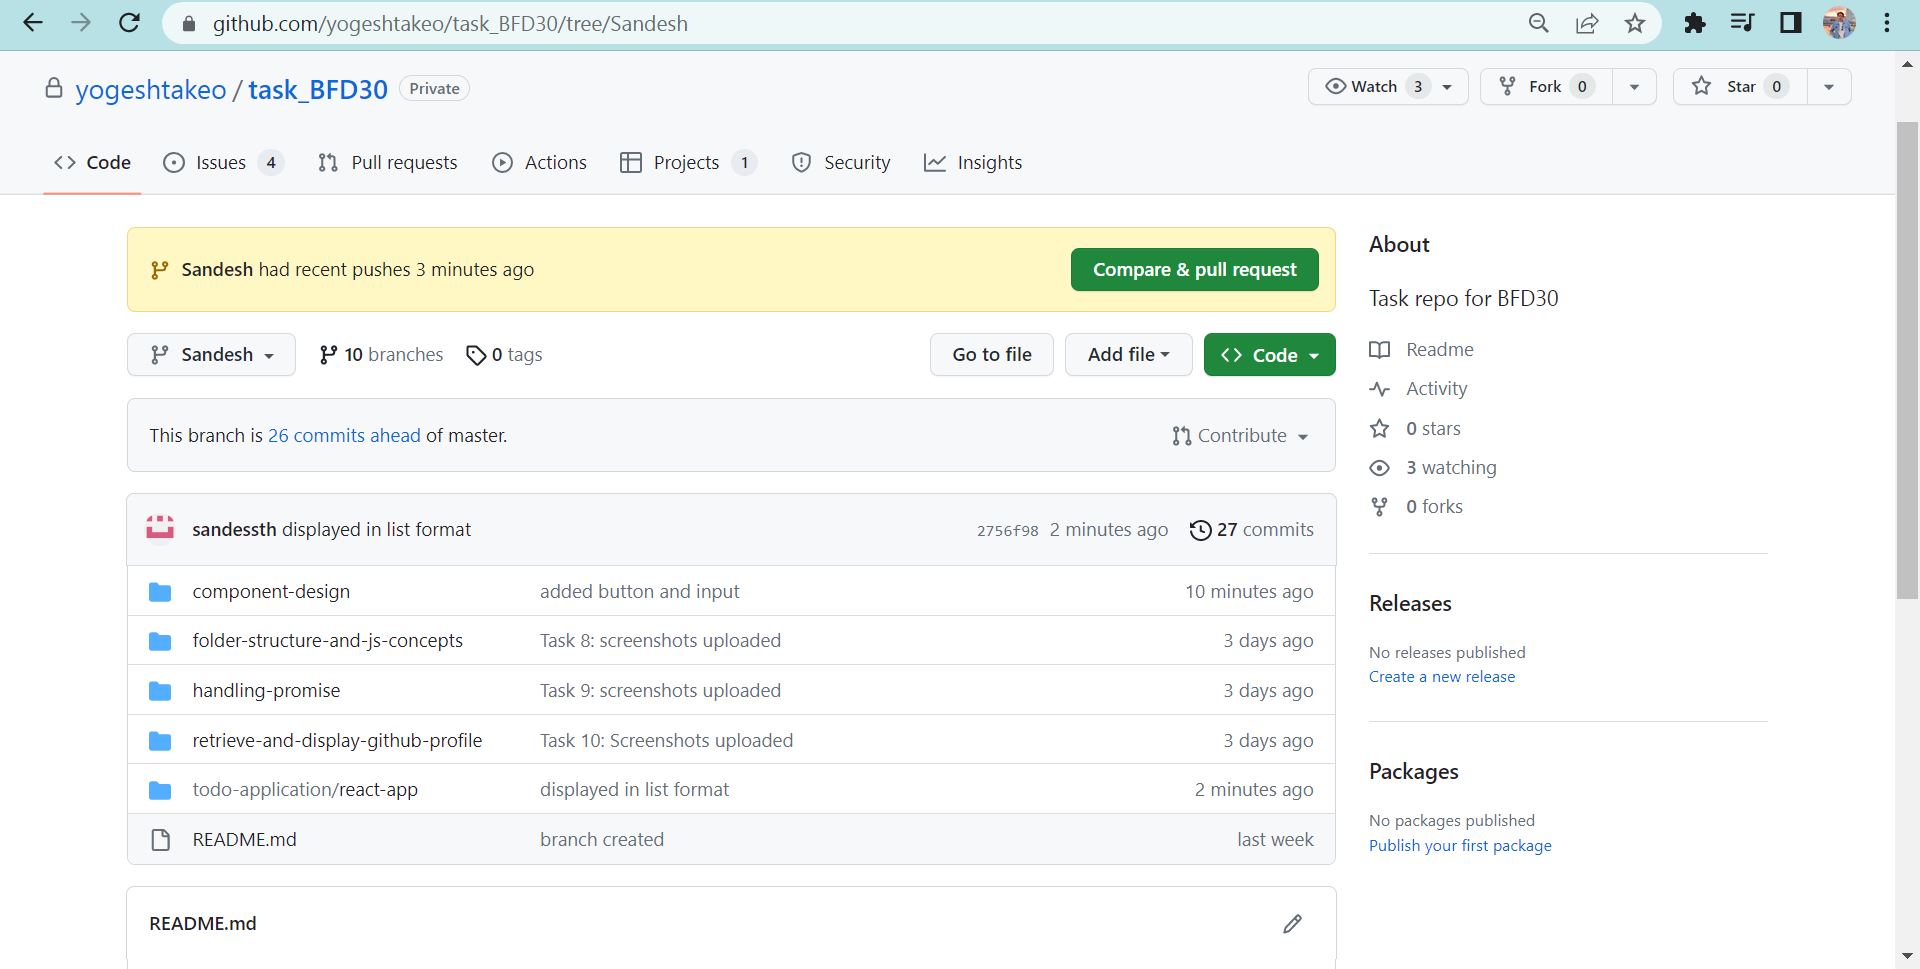 github.com/yogeshtakeo/task_BFD30/tree/Sandesh
yogeshtakeo / task_BFD30 Private
Watch 3
Fork 0
Star 0
Code
Issues 4
Pull requests
Actions
Projects 1
Security
Insights
Sandesh had recent pushes 3 minutes ago
Compare & pull request
Sandesh
10 branches
0 tags
Go to file
Add file
Code
This branch is 26 commits ahead of master.
Contribute
sandessth displayed in list format 2756f98 2 minutes ago 27 commits
component-design added button and input 10 minutes ago
folder-structure-and-js-concepts Task 8: screenshots uploaded 3 days ago
handling-promise Task 9: screenshots uploaded 3 days ago
retrieve-and-display-github-profile Task 10: Screenshots uploaded 3 days ago
todo-application/react-app displayed in list format 2 minutes ago
README.md branch created last week
README.md
About
Task repo for BFD30
Readme
Activity
0 stars
3 watching
0 forks
Releases
No releases published
Create a new release
Packages
No packages published
Publish your first package